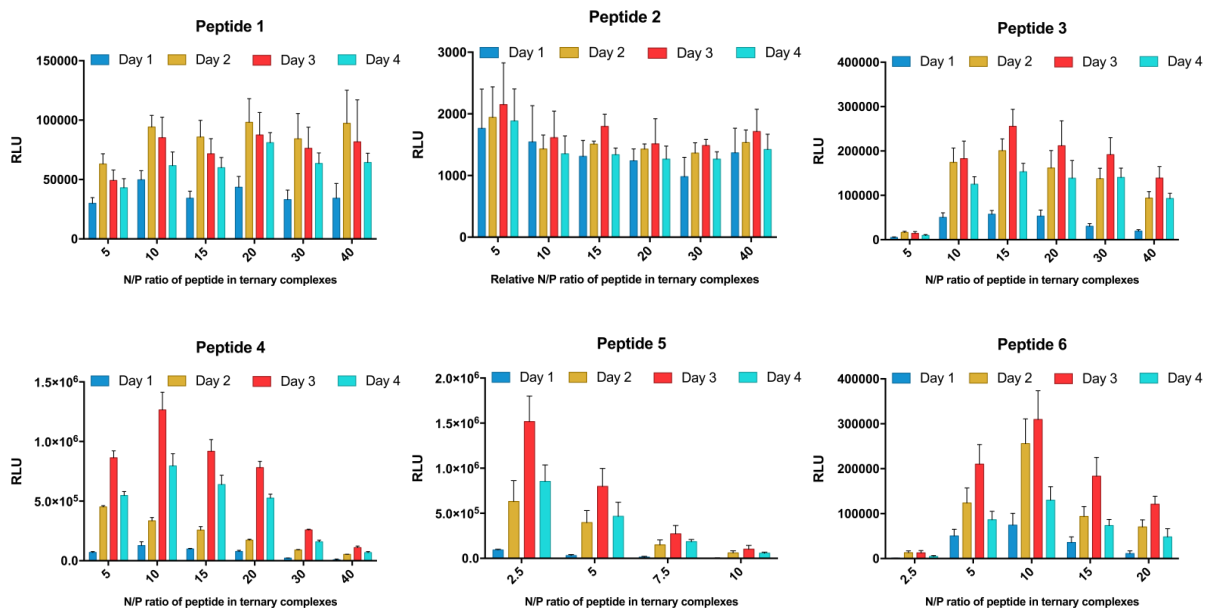 Peptide 1
Day 1 Day 2 Day 3 Day 4
150000
100000
50000
0
RLU
5 10 15 20 30 40
N/P ratio of peptide in ternary complexes
Peptide 2
Day 1 Day 2 Day 3 Day 4
3000
2000
1000
0
RLU
5 10 15 20 30 40
Relative N/P ratio of peptide in ternary complexes
Peptide 3
Day 1 Day 2 Day 3 Day 4
400000
300000
200000
100000
0
RLU
5 10 15 20 30 40
N/P ratio of peptide in ternary complexes
Peptide 4
Day 1 Day 2 Day 3 Day 4
1.5×10⁶
1.0×10⁶
5.0×10⁵
0.0
RLU
5 10 15 20 30 40
N/P ratio of peptide in ternary complexes
Peptide 5
Day 1 Day 2 Day 3 Day 4
2.0×10⁶
1.5×10⁶
1.0×10⁶
5.0×10⁵
0.0
RLU
2.5 5 7.5 10
N/P ratio of peptide in ternary complexes
Peptide 6
Day 1 Day 2 Day 3 Day 4
400000
300000
200000
100000
0
RLU
2.5 5 10 15 20
N/P ratio of peptide in ternary complexes